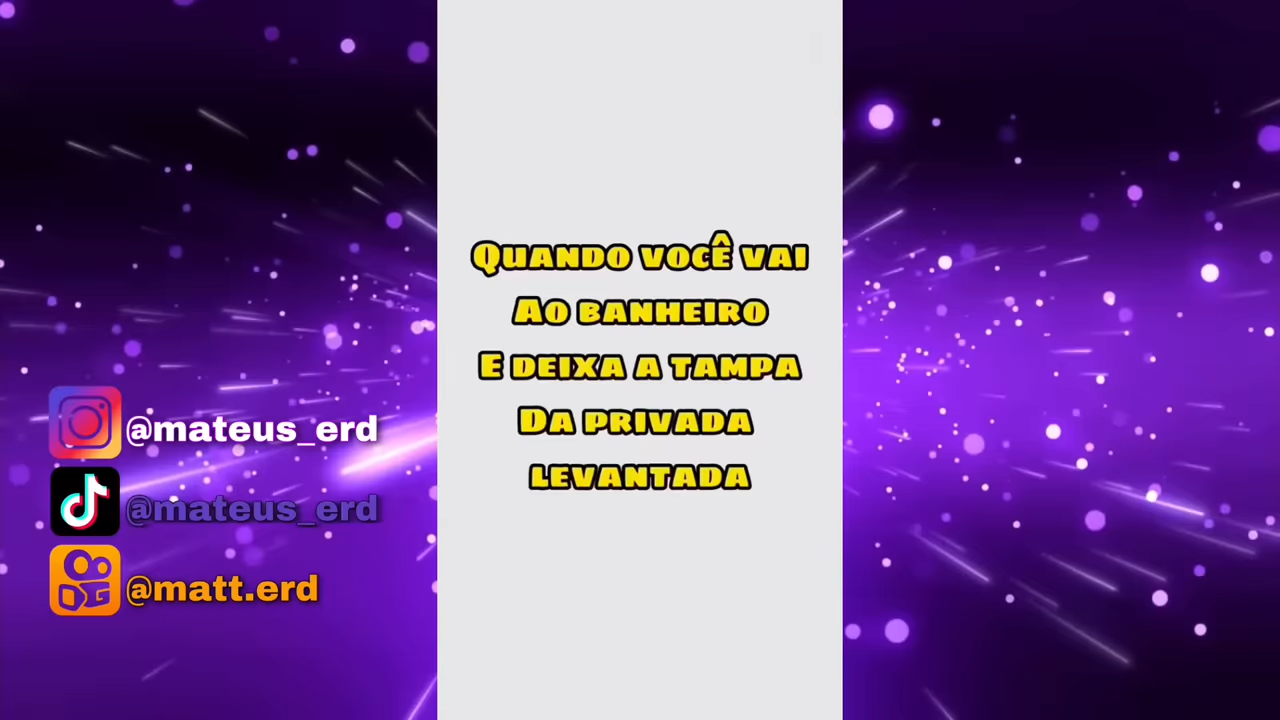 Quando você vai
Ao banheiro
E deixa a tampa
Da privada
levantada
@mateus_erd
@mateus_erd
@matt.erd